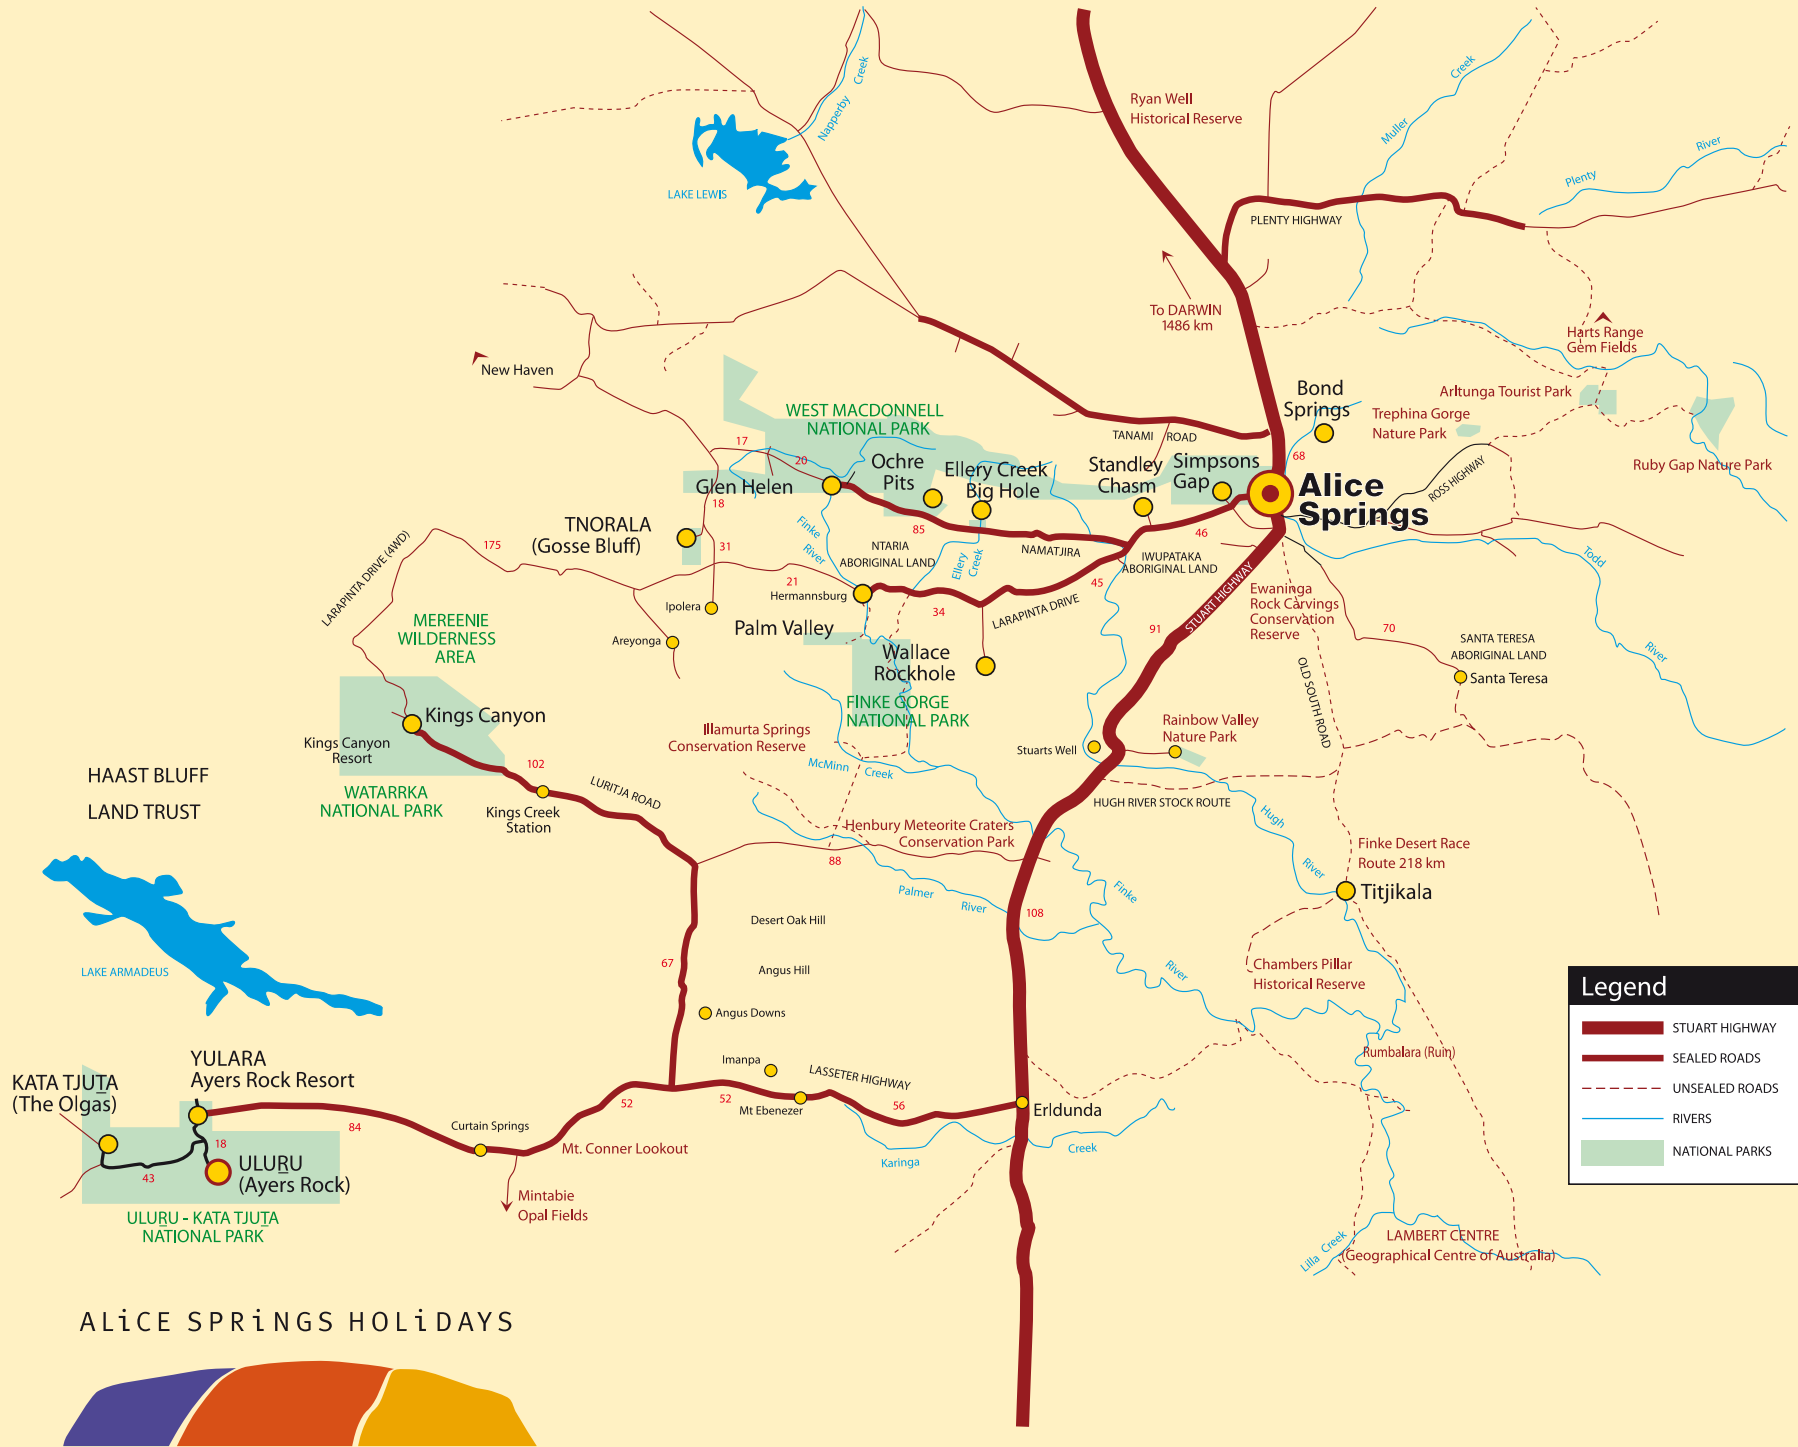 Napperby Creek
Creek
Muller
Ryan Well
Historical Reserve
River
Plenty
LAKE LEWIS
PLENTY HIGHWAY
To DARWIN
1486 km
Harts Range
Gem Fields
New Haven
Bond
Springs
Arltunga Tourist Park
WEST MACDONNELL
NATIONAL PARK
Trephina Gorge
Nature Park
TANAMI ROAD
17
20
68
Ochre
Pits
Ellery Creek
Big Hole
Standley
Chasm
Simpsons
Gap
Ruby Gap Nature Park
ROSS HIGHWAY
Glen Helen
Alice
Springs
18
TNORALA
(Gosse Bluff)
Finke
River
85
46
175
31
NTARIA
ABORIGINAL LAND
NAMATJIRA
Ellery
Creek
IWUPATAKA
ABORIGINAL LAND
Todd
River
LARAPINTA DRIVE (4WD)
21
Hermannsburg
45
STUART HIGHWAY
Ewaninga
Rock Carvings
Conservation
Reserve
Ipolera
34
LARAPINTA DRIVE
91
70
MEREENIE
WILDERNESS
AREA
Palm Valley
Areyonga
SANTA TERESA
ABORIGINAL LAND
Santa Teresa
Wallace
Rockhole
OLD SOUTH ROAD
FINKE GORGE
NATIONAL PARK
Kings Canyon
Kings Canyon
Resort
Illamurta Springs
Conservation Reserve
Rainbow Valley
Nature Park
Stuarts Well
McMinn Creek
HAAST BLUFF
LAND TRUST
102
LURITJA ROAD
WATARRKA
NATIONAL PARK
Kings Creek
Station
HUGH RIVER STOCK ROUTE
Hugh
River
Henbury Meteorite Craters
Conservation Park
88
Finke Desert Race
Route 218 km
Titjikala
Palmer River
Finke
River
108
Desert Oak Hill
Angus Hill
67
Chambers Pillar
Historical Reserve
LAKE ARMADEUS
Angus Downs
Rumbalara (Ruin)
Legend
STUART HIGHWAY
SEALED ROADS
UNSEALED ROADS
RIVERS
NATIONAL PARKS
YULARA
Ayers Rock Resort
KATA TJUṮA
(The Olgas)
Imanpa
LASSETER HIGHWAY
52
52
Mt Ebenezer
56
Erldunda
84
Curtain Springs
Mt. Conner Lookout
Karinga
Creek
18
43
ULUṞU
(Ayers Rock)
Mintabie
Opal Fields
ULUṞU - KATA TJUṮA
NATIONAL PARK
Lilla Creek
LAMBERT CENTRE
(Geographical Centre of Australia)
ALiCE SPRiNGS HOLiDAYS